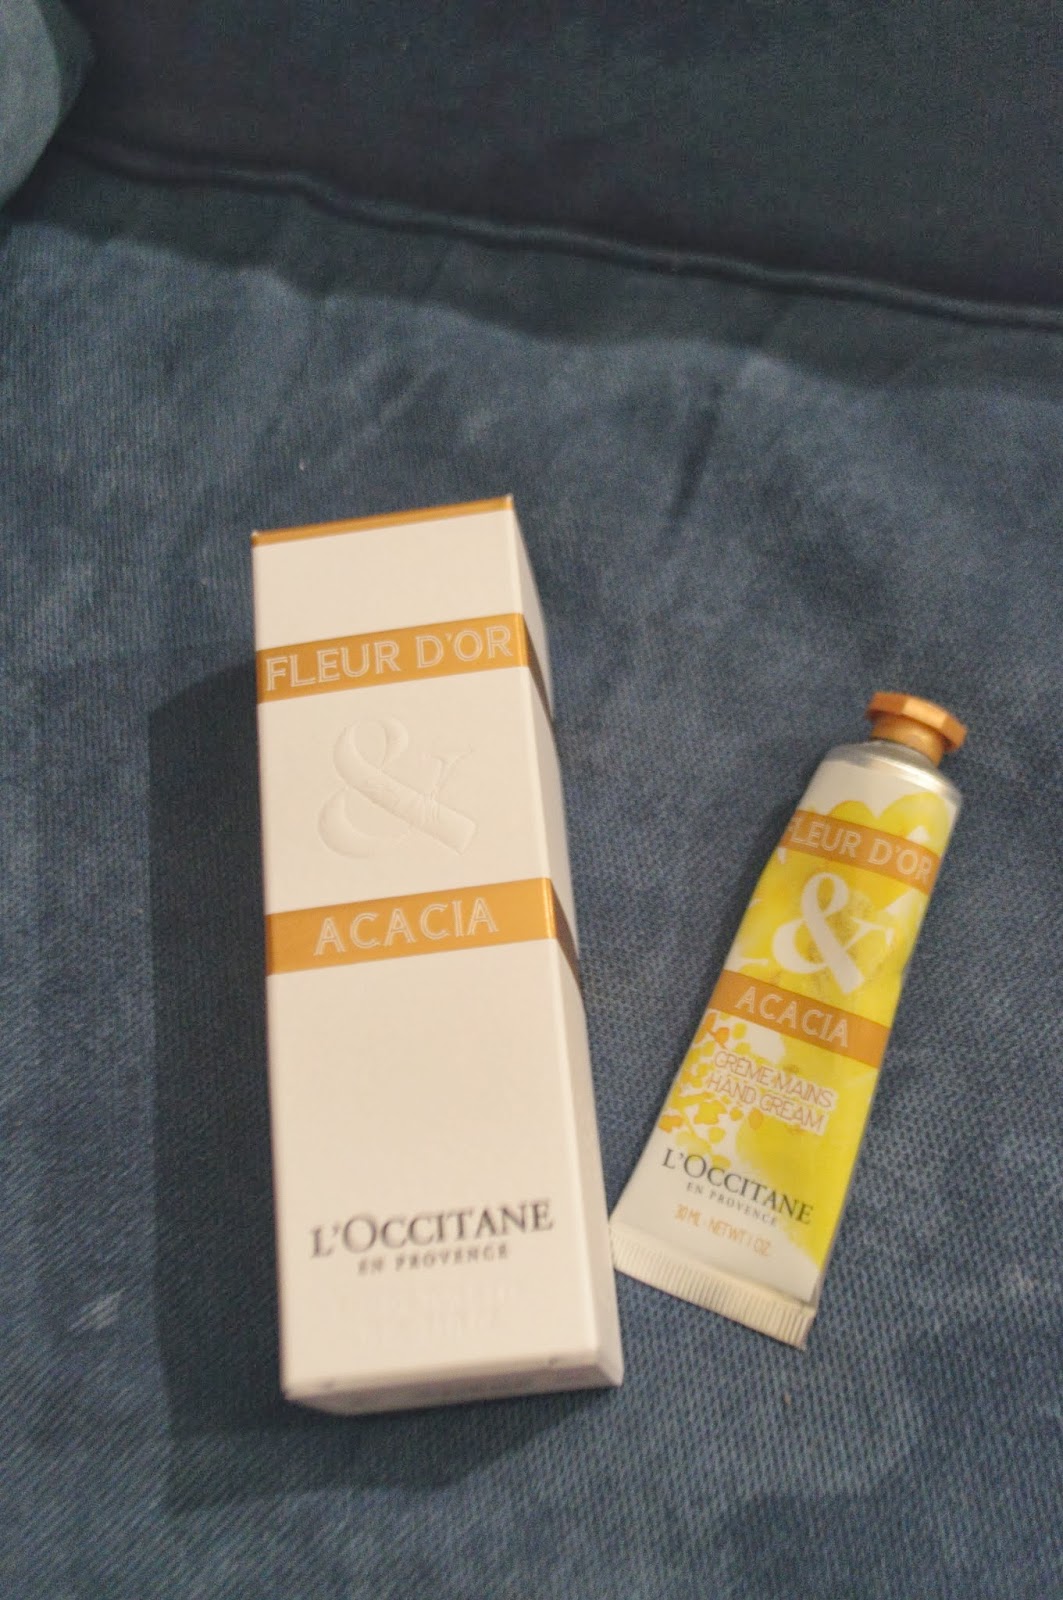 FLEUR D'OR
&
ACACIA
L'OCCITANE
EN PROVENCE
FLEUR D'OR
&
ACACIA
CRÈME MAINS
HAND CREAM
L'OCCITANE
EN PROVENCE
30 ML - NET WT 1 OZ.